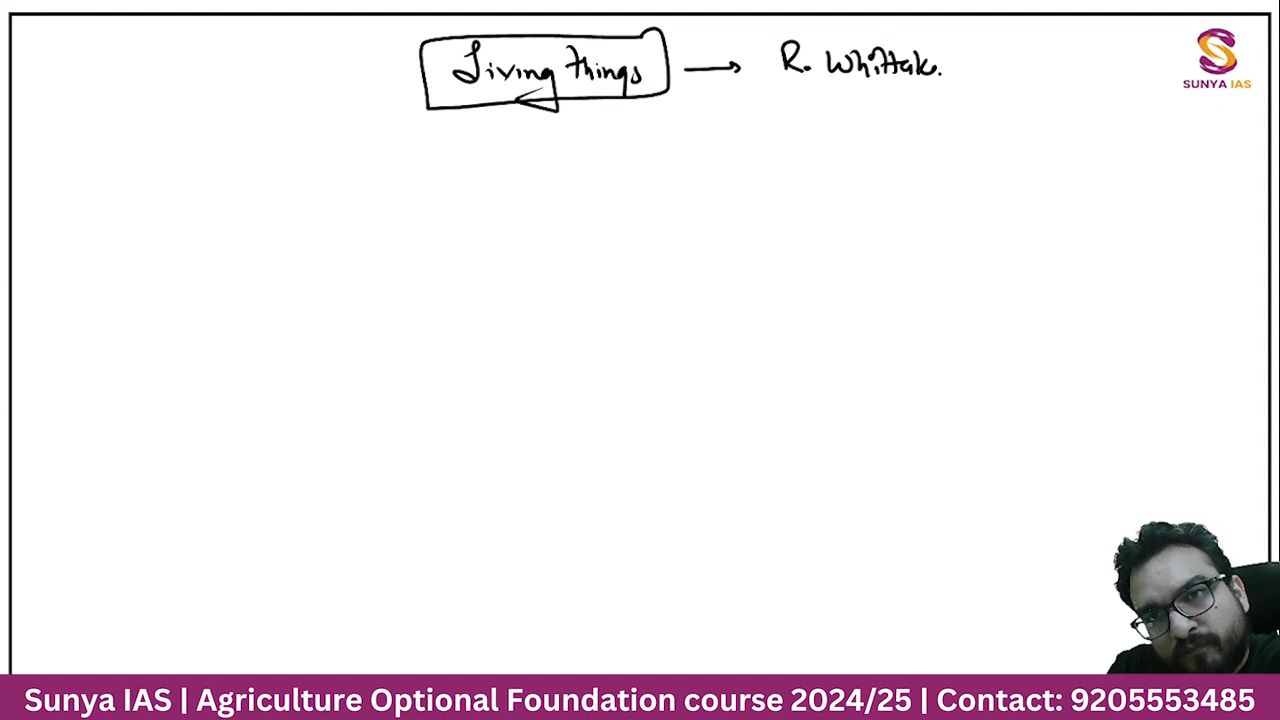 Living things → R. Whittak.
SUNYA IAS
Sunya IAS | Agriculture Optional Foundation course 2024/25 | Contact: 9205553485